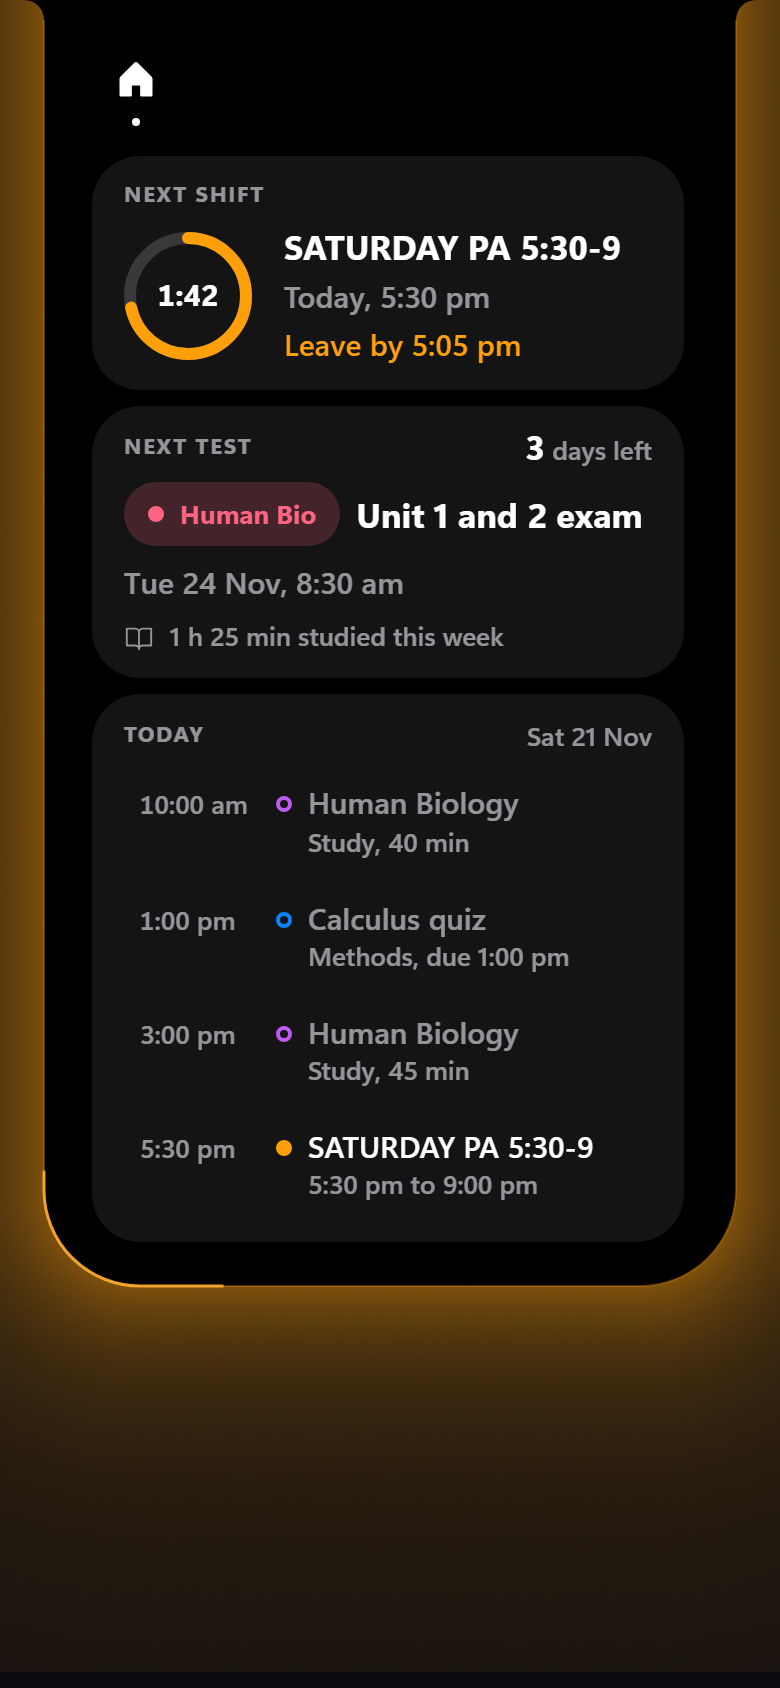 NEXT SHIFT
1:42
SATURDAY PA 5:30-9
Today, 5:30 pm
Leave by 5:05 pm
NEXT TEST
3 days left
Human Bio
Unit 1 and 2 exam
Tue 24 Nov, 8:30 am
1 h 25 min studied this week
TODAY
Sat 21 Nov
10:00 am
Human Biology
Study, 40 min
1:00 pm
Calculus quiz
Methods, due 1:00 pm
3:00 pm
Human Biology
Study, 45 min
5:30 pm
SATURDAY PA 5:30-9
5:30 pm to 9:00 pm